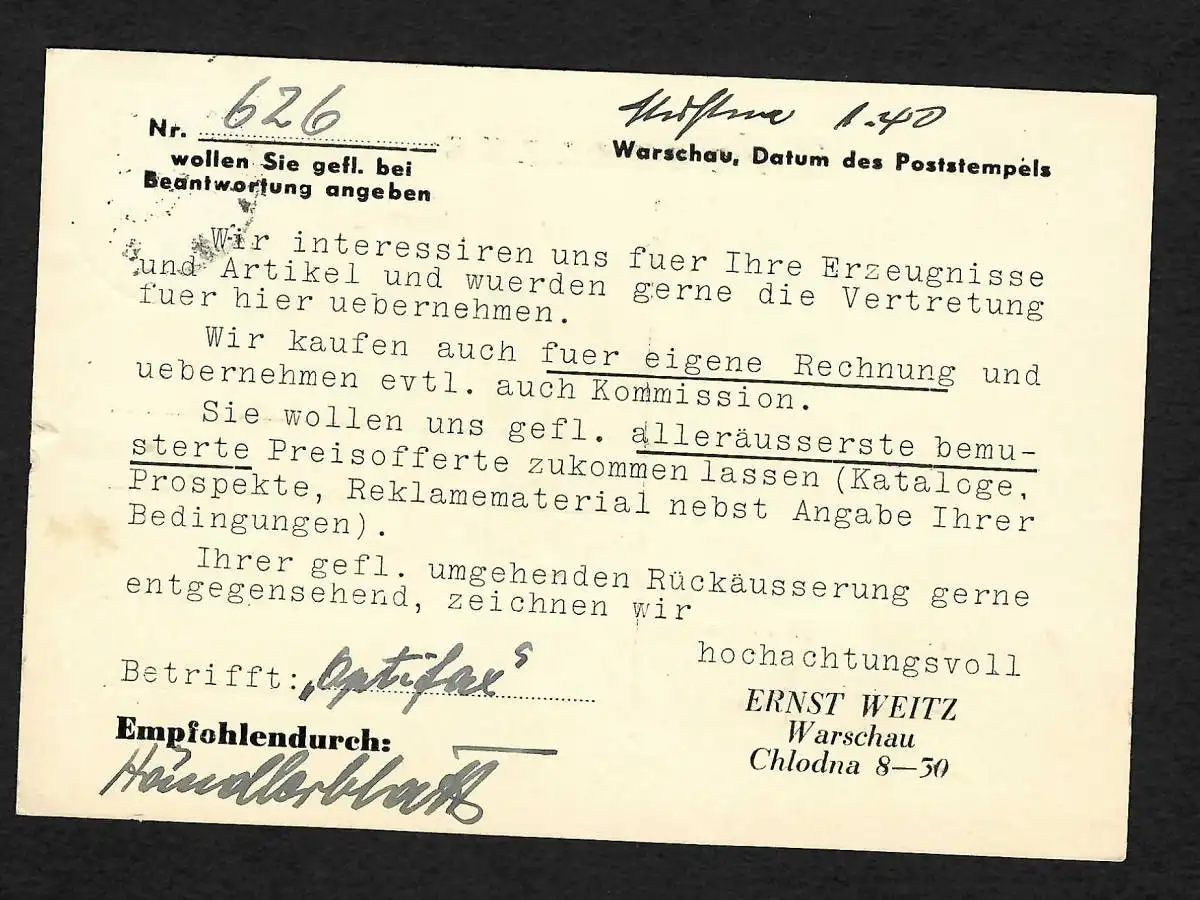 Nr. 626
wollen Sie gefl. bei
Beantwortung angeben
1.40
Warschau, Datum des Poststempels
Wir interessiren uns fuer Ihre Erzeugnisse
und Artikel und wuerden gerne die Vertretung
fuer hier uebernehmen.
Wir kaufen auch fuer eigene Rechnung und
uebernehmen evtl. auch Kommission.
Sie wollen uns gefl. alleräusserste bemu-
sterte Preisofferte zukommen lassen (Kataloge,
Prospekte, Reklamematerial nebst Angabe Ihrer
Bedingungen).
Ihrer gefl. umgehenden Rückäusserung gerne
entgegensehend, zeichnen wir
hochachtungsvoll
Betrifft: „Optifax“
ERNST WEITZ
Warschau
Chlodna 8—30
Empfohlendurch:
Händlerblatt